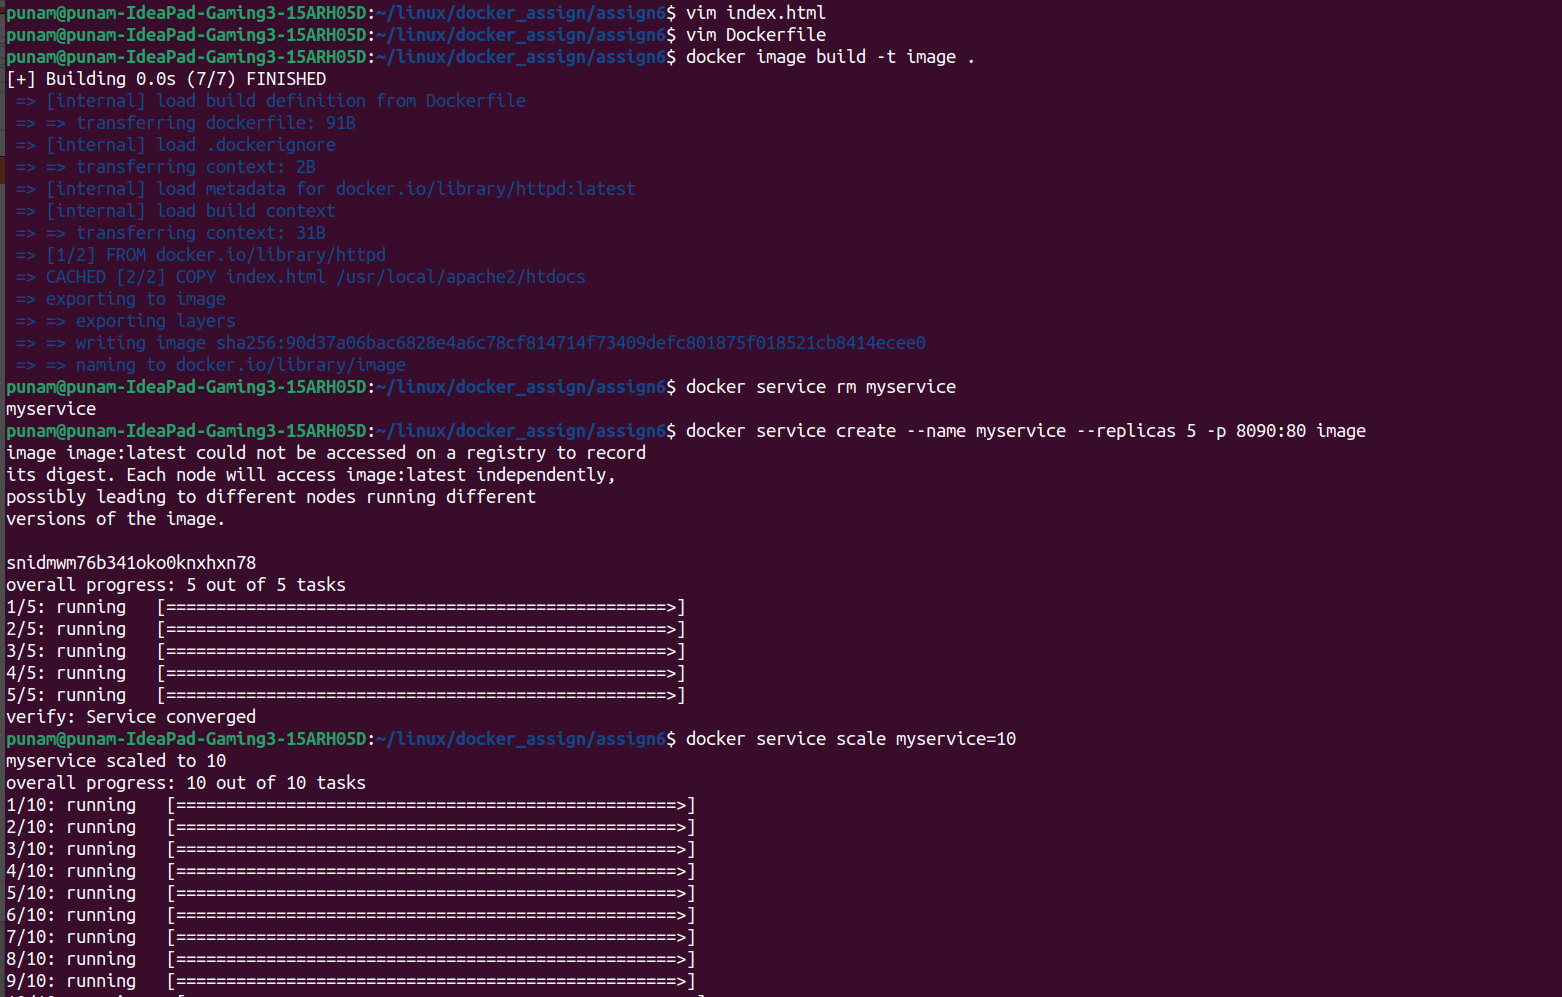 punam@punam-IdeaPad-Gaming3-15ARH05D:~/linux/docker_assign/assign6$ vim index.html
punam@punam-IdeaPad-Gaming3-15ARH05D:~/linux/docker_assign/assign6$ vim Dockerfile
punam@punam-IdeaPad-Gaming3-15ARH05D:~/linux/docker_assign/assign6$ docker image build -t image .
[+] Building 0.0s (7/7) FINISHED
=> [internal] load build definition from Dockerfile
=> => transferring dockerfile: 91B
=> [internal] load .dockerignore
=> => transferring context: 2B
=> [internal] load metadata for docker.io/library/httpd:latest
=> [internal] load build context
=> => transferring context: 31B
=> [1/2] FROM docker.io/library/httpd
=> CACHED [2/2] COPY index.html /usr/local/apache2/htdocs
=> exporting to image
=> => exporting layers
=> => writing image sha256:90d37a06bac6828e4a6c78cf814714f73409defc801875f018521cb8414ecee0
=> => naming to docker.io/library/image
punam@punam-IdeaPad-Gaming3-15ARH05D:~/linux/docker_assign/assign6$ docker service rm myservice
myservice
punam@punam-IdeaPad-Gaming3-15ARH05D:~/linux/docker_assign/assign6$ docker service create --name myservice --replicas 5 -p 8090:80 image
image image:latest could not be accessed on a registry to record
its digest. Each node will access image:latest independently,
possibly leading to different nodes running different
versions of the image.
snidmwm76b341oko0knxhxn78
overall progress: 5 out of 5 tasks
1/5: running   [==================================================>]
2/5: running   [==================================================>]
3/5: running   [==================================================>]
4/5: running   [==================================================>]
5/5: running   [==================================================>]
verify: Service converged
punam@punam-IdeaPad-Gaming3-15ARH05D:~/linux/docker_assign/assign6$ docker service scale myservice=10
myservice scaled to 10
overall progress: 10 out of 10 tasks
1/10: running   [==================================================>]
2/10: running   [==================================================>]
3/10: running   [==================================================>]
4/10: running   [==================================================>]
5/10: running   [==================================================>]
6/10: running   [==================================================>]
7/10: running   [==================================================>]
8/10: running   [==================================================>]
9/10: running   [==================================================>]